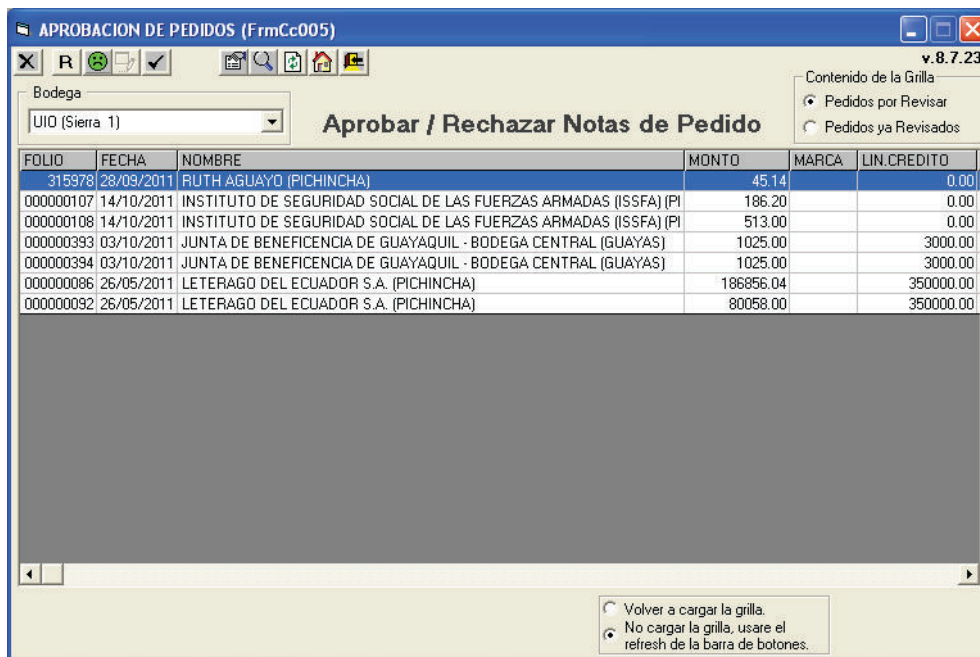 APROBACION DE PEDIDOS (FrmCc005)
R
v.8.7.23
Bodega
UIO (Sierra 1)
Aprobar / Rechazar Notas de Pedido
Contenido de la Grilla
Pedidos por Revisar
Pedidos ya Revisados
FOLIO FECHA NOMBRE MONTO MARCA LIN.CREDITO
315978 28/09/2011 RUTH AGUAYO (PICHINCHA) 45.14 0.00
000000107 14/10/2011 INSTITUTO DE SEGURIDAD SOCIAL DE LAS FUERZAS ARMADAS (ISSFA) (PI 186.20 0.00
000000108 14/10/2011 INSTITUTO DE SEGURIDAD SOCIAL DE LAS FUERZAS ARMADAS (ISSFA) (PI 513.00 0.00
000000393 03/10/2011 JUNTA DE BENEFICENCIA DE GUAYAQUIL - BODEGA CENTRAL (GUAYAS) 1025.00 3000.00
000000394 03/10/2011 JUNTA DE BENEFICENCIA DE GUAYAQUIL - BODEGA CENTRAL (GUAYAS) 1025.00 3000.00
000000086 26/05/2011 LETERAGO DEL ECUADOR S.A. (PICHINCHA) 186856.04 350000.00
000000092 26/05/2011 LETERAGO DEL ECUADOR S.A. (PICHINCHA) 80058.00 350000.00
Volver a cargar la grilla.
No cargar la grilla, usare el
refresh de la barra de botones.